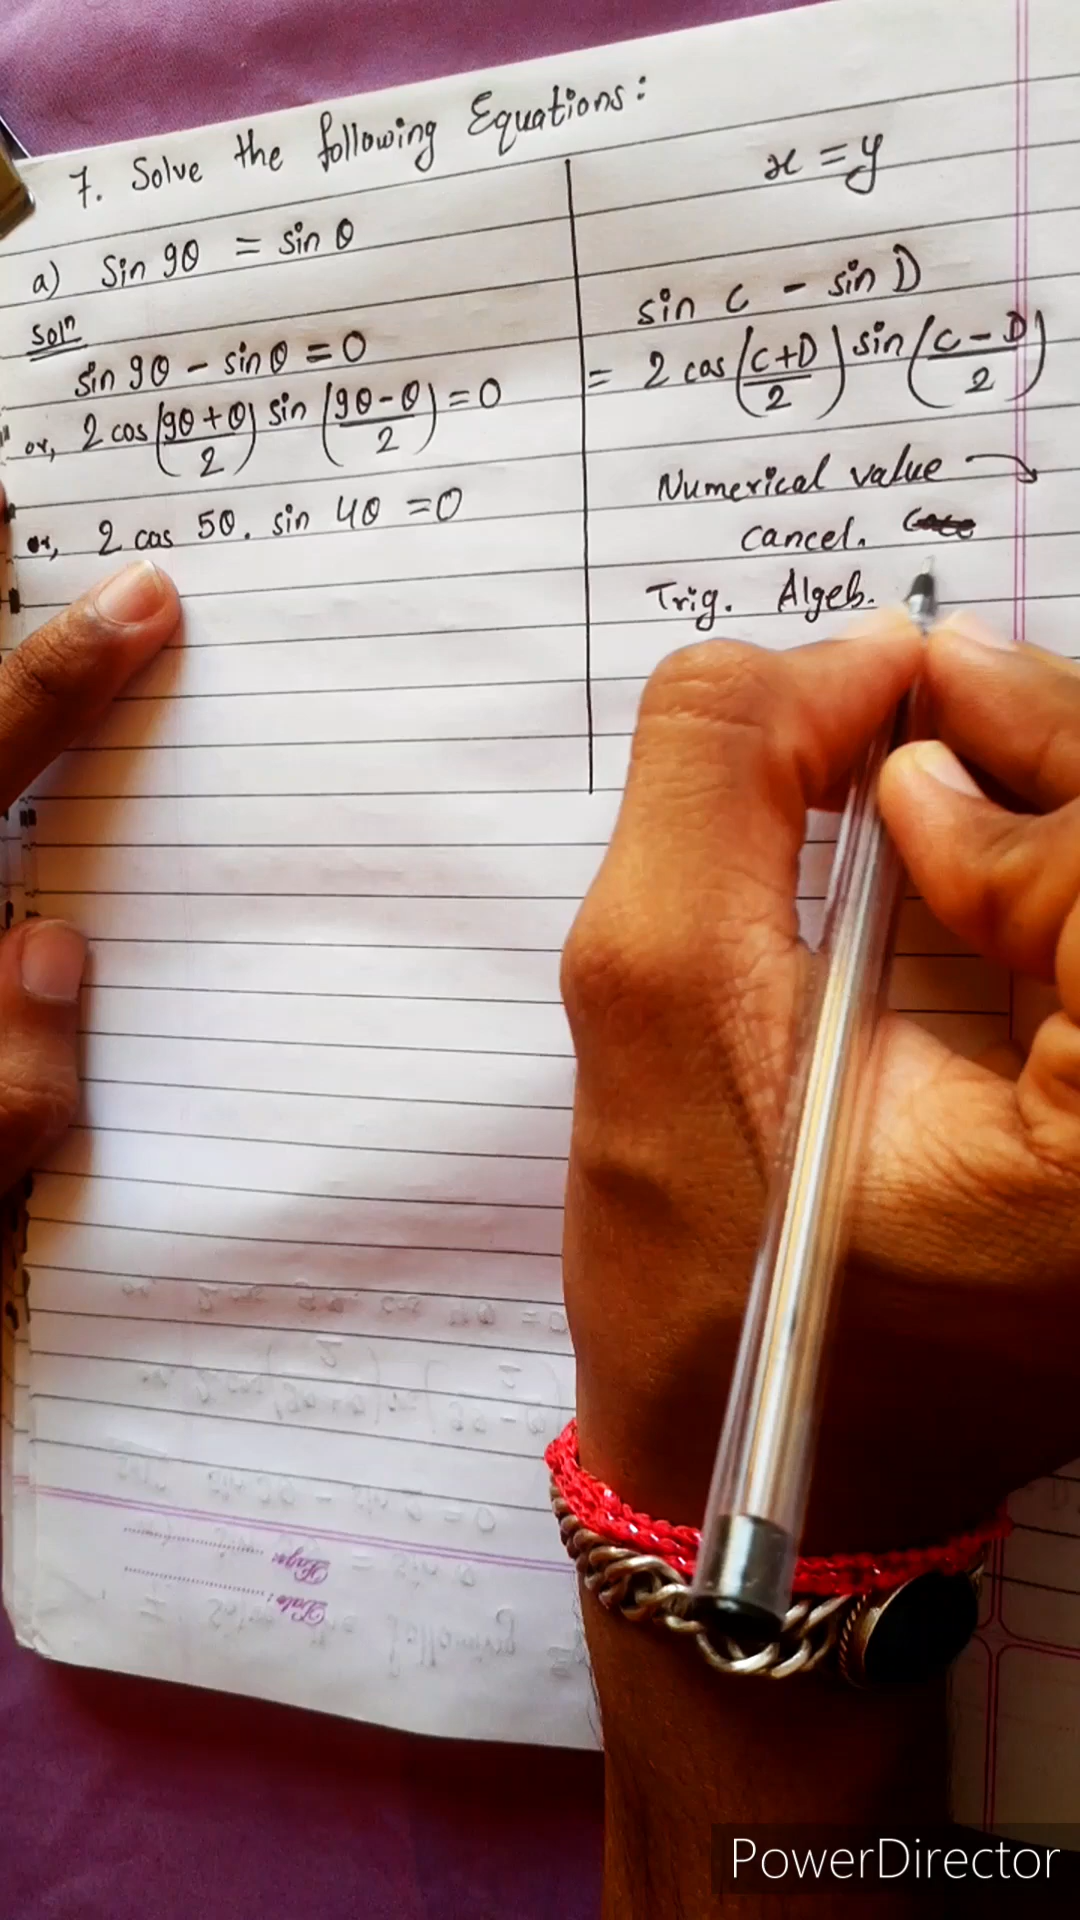 7. Solve the following Equations:
a) Sin 9θ = sin θ
Solⁿ
sin 9θ - sin θ = 0
or, 2 cos (9θ + θ / 2) sin (9θ - θ / 2) = 0
or, 2 cos 5θ. sin 4θ = 0
x = y
sin C - sin D
= 2 cos (C + D / 2) sin (C - D / 2)
Numerical value →
cancel.
Trig. Algeb.
Page:
Date:
PowerDirector